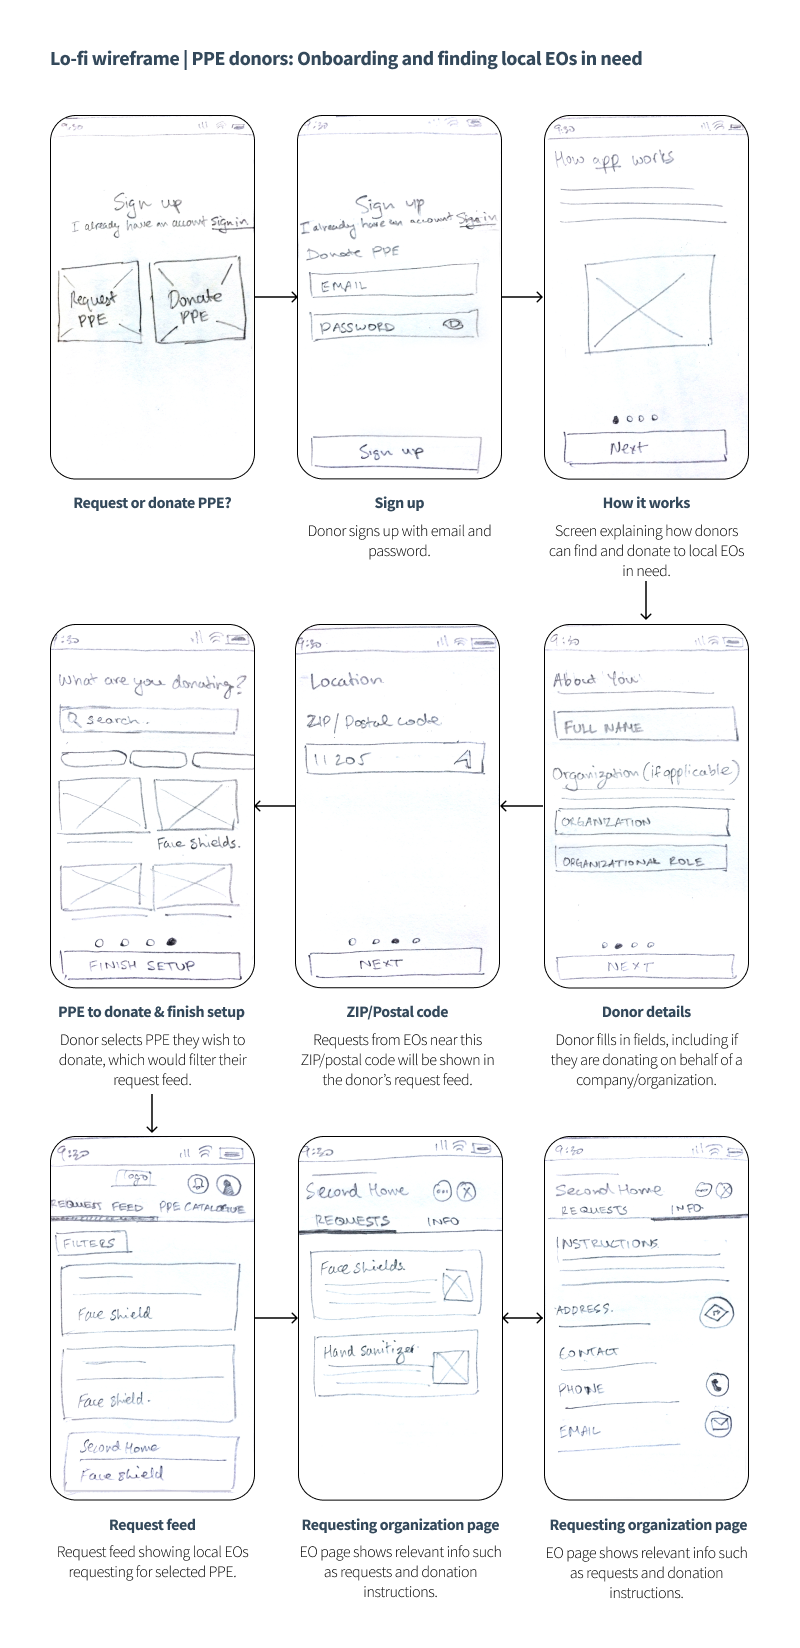 Lo-fi wireframe | PPE donors: Onboarding and finding local EOs in need
9:30
Sign up
I already have an account Sign in
Request
PPE
Donate
PPE
Request or donate PPE?
9:30
Sign up
I already have an account Sign in
Donate PPE
EMAIL
PASSWORD
Sign up
Sign up
Donor signs up with email and
password.
9:30
How app works
Next
How it works
Screen explaining how donors
can find and donate to local EOs
in need.
9:30
What are you donating?
Search.
Face Shields.
FINISH SETUP
PPE to donate & finish setup
Donor selects PPE they wish to
donate, which would filter their
request feed.
9:30
Location
ZIP/Postal code
11205
NEXT
ZIP/Postal code
Requests from EOs near this
ZIP/postal code will be shown in
the donor's request feed.
9:30
About You
FULL NAME
Organization (if applicable)
ORGANIZATION
ORGANIZATIONAL ROLE
NEXT
Donor details
Donor fills in fields, including if
they are donating on behalf of a
company/organization.
9:30
Logo
REQUEST FEED PPE CATALOGUE
FILTERS
Face Shield
Face Shield.
Second Home
Face Shield
Request feed
Request feed showing local EOs
requesting for selected PPE.
9:30
Second Home
REQUESTS INFO
Face Shields
Hand Sanitizer
Requesting organization page
EO page shows relevant info such
as requests and donation
instructions.
9:30
Second Home
REQUESTS INFO
INSTRUCTIONS
ADDRESS.
CONTACT
PHONE
EMAIL
Requesting organization page
EO page shows relevant info such
as requests and donation
instructions.